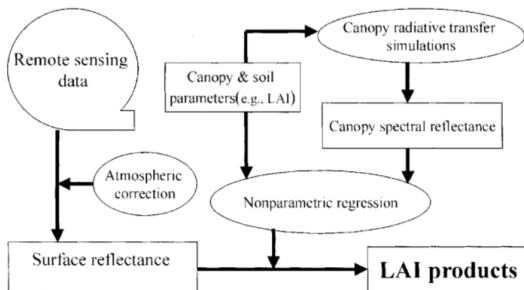 Remote sensing
data
Canopy radiative transfer
simulations
Canopy & soil
parameters(e.g., LAI)
Canopy spectral reflectance
Atmospheric
correction
Nonparametric regression
Surface reflectance
LAI products